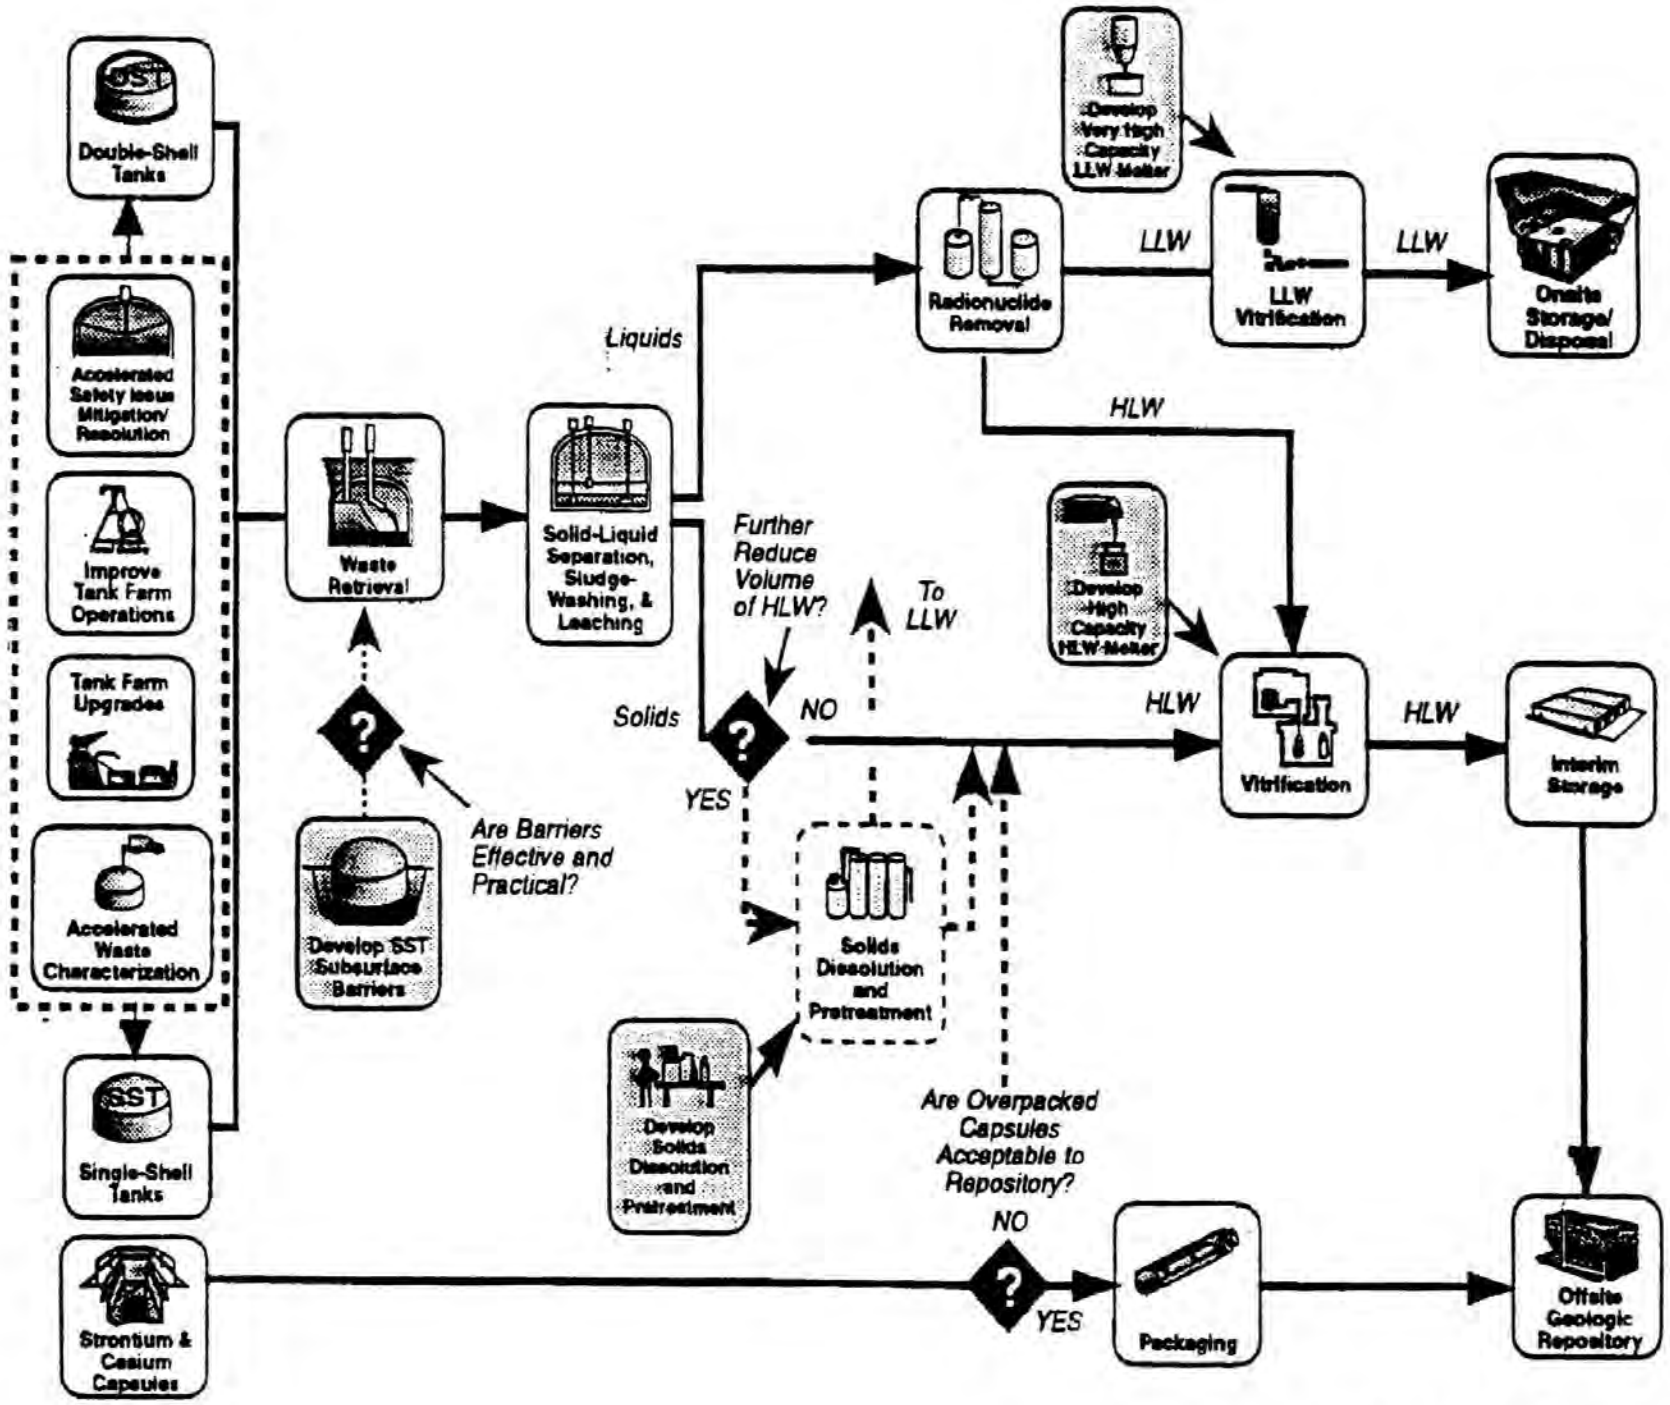 DST
Double-Shell
Tanks
Accelerated
Safety Issue
Mitigation/
Resolution
Improve
Tank Farm
Operations
Tank Farm
Upgrades
Accelerated
Waste
Characterization
SST
Single-Shell
Tanks
Strontium &
Cesium
Capsules
Waste
Retrieval
?
Are Barriers
Effective and
Practical?
Develop SST
Subsurface
Barriers
Solid-Liquid
Separation,
Sludge-
Washing, &
Leaching
Liquids
Solids
Further
Reduce
Volume
of HLW?
?
NO
YES
To
LLW
Solids
Dissolution
and
Pretreatment
Develop
Solids
Dissolution
and
Pretreatment
Radionuclide
Removal
LLW
HLW
Develop
Very High
Capacity
LLW Melter
LLW
Vitrification
LLW
Onsite
Storage/
Disposal
Develop
High
Capacity
HLW Melter
HLW
Vitrification
HLW
Interim
Storage
Are Overpacked
Capsules
Acceptable to
Repository?
NO
?
YES
Packaging
Offsite
Geologic
Repository